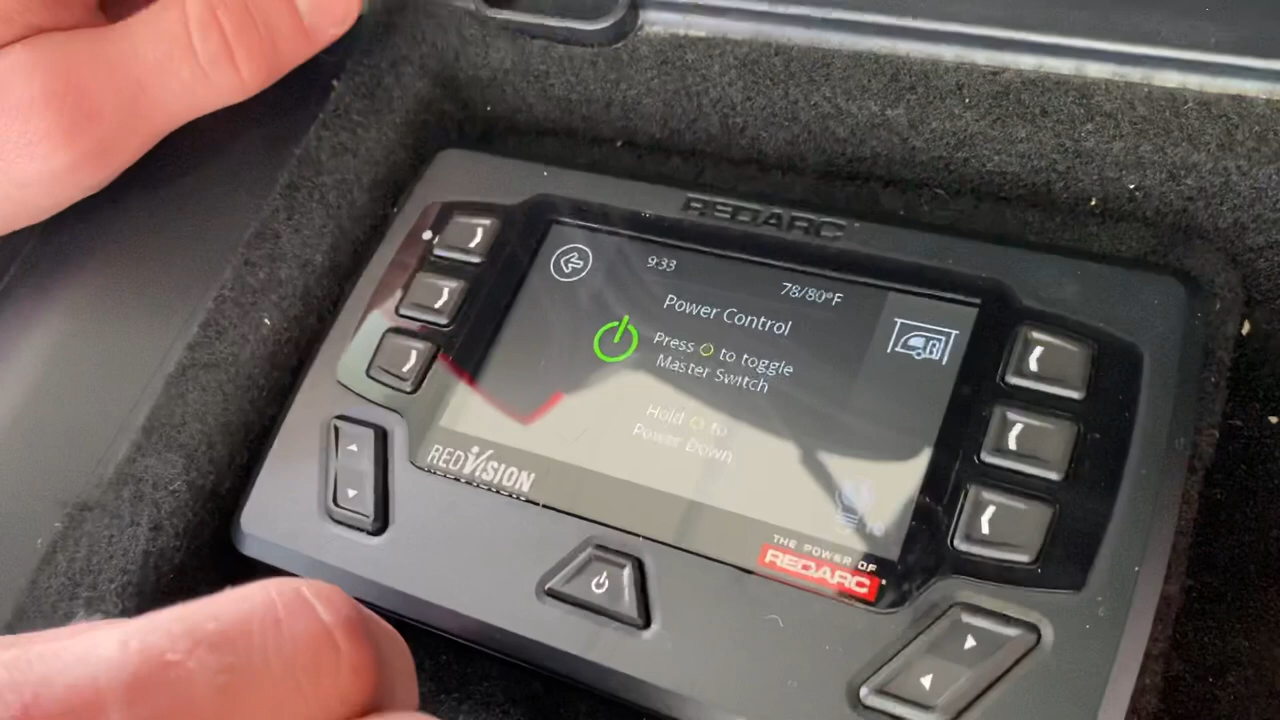 REDARC
9:33
78/80°F
Power Control
Press to toggle
Master Switch
Hold to
Power Down
REDVISION
THE POWER OF
REDARC